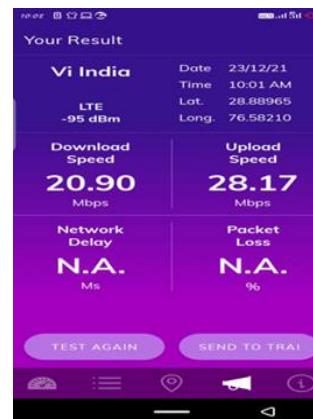 Your Result
Vi India
LTE
-95 dBm
Date 23/12/21
Time 10:01 AM
Lat. 28.88965
Long. 76.58210
Download
Speed
20.90
Mbps
Upload
Speed
28.17
Mbps
Network
Delay
N.A.
Ms
Packet
Loss
N.A.
%
TEST AGAIN
SEND TO TRAI